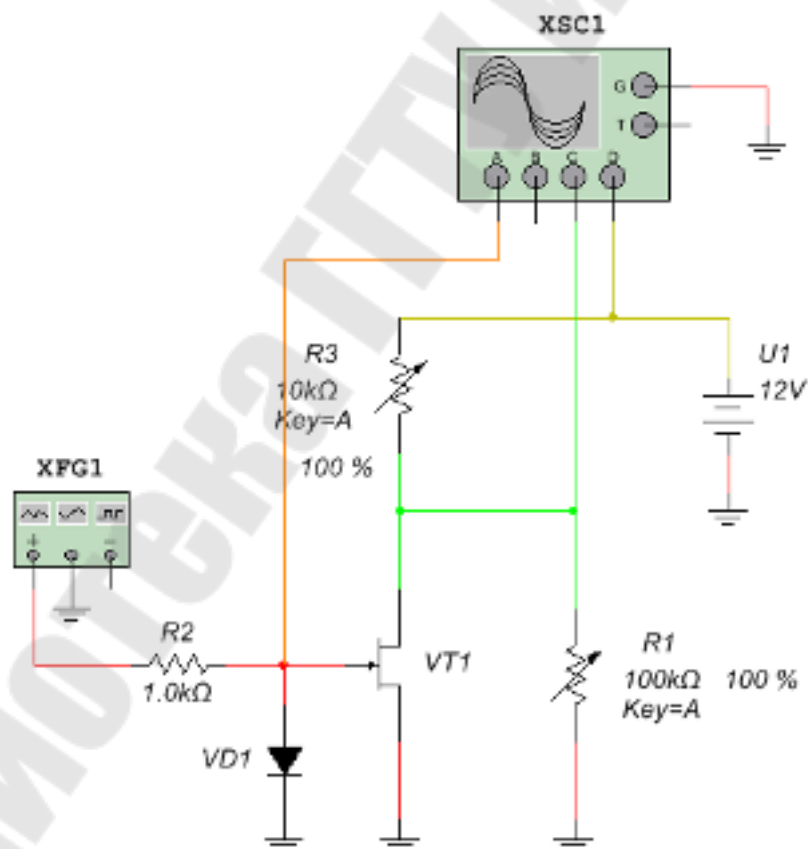 XSC1
G
T
A B C D
R3
10kΩ
Key=A
100 %
U1
12V
XFG1
+
−
R2
1.0kΩ
VT1
R1
100kΩ 100 %
Key=A
VD1